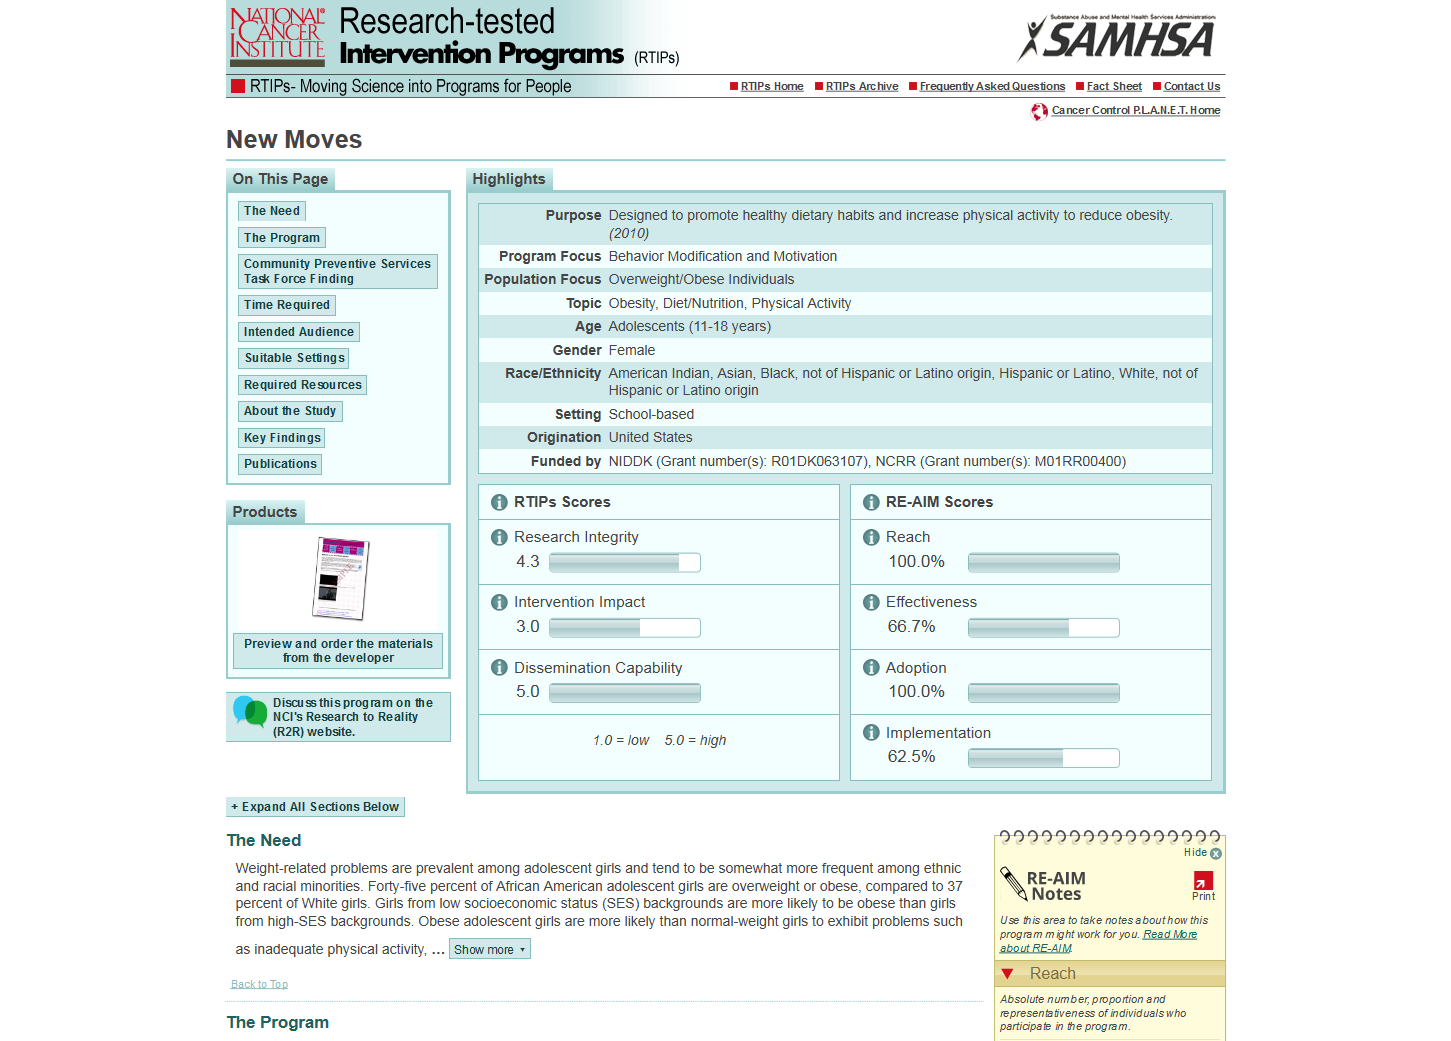 NATIONAL
CANCER
INSTITUTE
Research-tested
Intervention Programs (RTIPs)
Substance Abuse and Mental Health Services Administration
SAMHSA
RTIPs- Moving Science into Programs for People
RTIPs Home
RTIPs Archive
Frequently Asked Questions
Fact Sheet
Contact Us
Cancer Control P.L.A.N.E.T. Home
New Moves
On This Page
The Need
The Program
Community Preventive Services
Task Force Finding
Time Required
Intended Audience
Suitable Settings
Required Resources
About the Study
Key Findings
Publications
Products
Preview and order the materials
from the developer
Discuss this program on the
NCI's Research to Reality
(R2R) website.
Highlights
Purpose Designed to promote healthy dietary habits and increase physical activity to reduce obesity.
(2010)
Program Focus Behavior Modification and Motivation
Population Focus Overweight/Obese Individuals
Topic Obesity, Diet/Nutrition, Physical Activity
Age Adolescents (11-18 years)
Gender Female
Race/Ethnicity American Indian, Asian, Black, not of Hispanic or Latino origin, Hispanic or Latino, White, not of
Hispanic or Latino origin
Setting School-based
Origination United States
Funded by NIDDK (Grant number(s): R01DK063107), NCRR (Grant number(s): M01RR00400)
RTIPs Scores
Research Integrity
4.3
Intervention Impact
3.0
Dissemination Capability
5.0
1.0 = low 5.0 = high
RE-AIM Scores
Reach
100.0%
Effectiveness
66.7%
Adoption
100.0%
Implementation
62.5%
+ Expand All Sections Below
The Need
Weight-related problems are prevalent among adolescent girls and tend to be somewhat more frequent among ethnic
and racial minorities. Forty-five percent of African American adolescent girls are overweight or obese, compared to 37
percent of White girls. Girls from low socioeconomic status (SES) backgrounds are more likely to be obese than girls
from high-SES backgrounds. Obese adolescent girls are more likely than normal-weight girls to exhibit problems such
as inadequate physical activity, ... Show more
Back to Top
The Program
Hide
RE-AIM
Notes
Print
Use this area to take notes about how this
program might work for you. Read More
about RE-AIM.
Reach
Absolute number, proportion and
representativeness of individuals who
participate in the program.